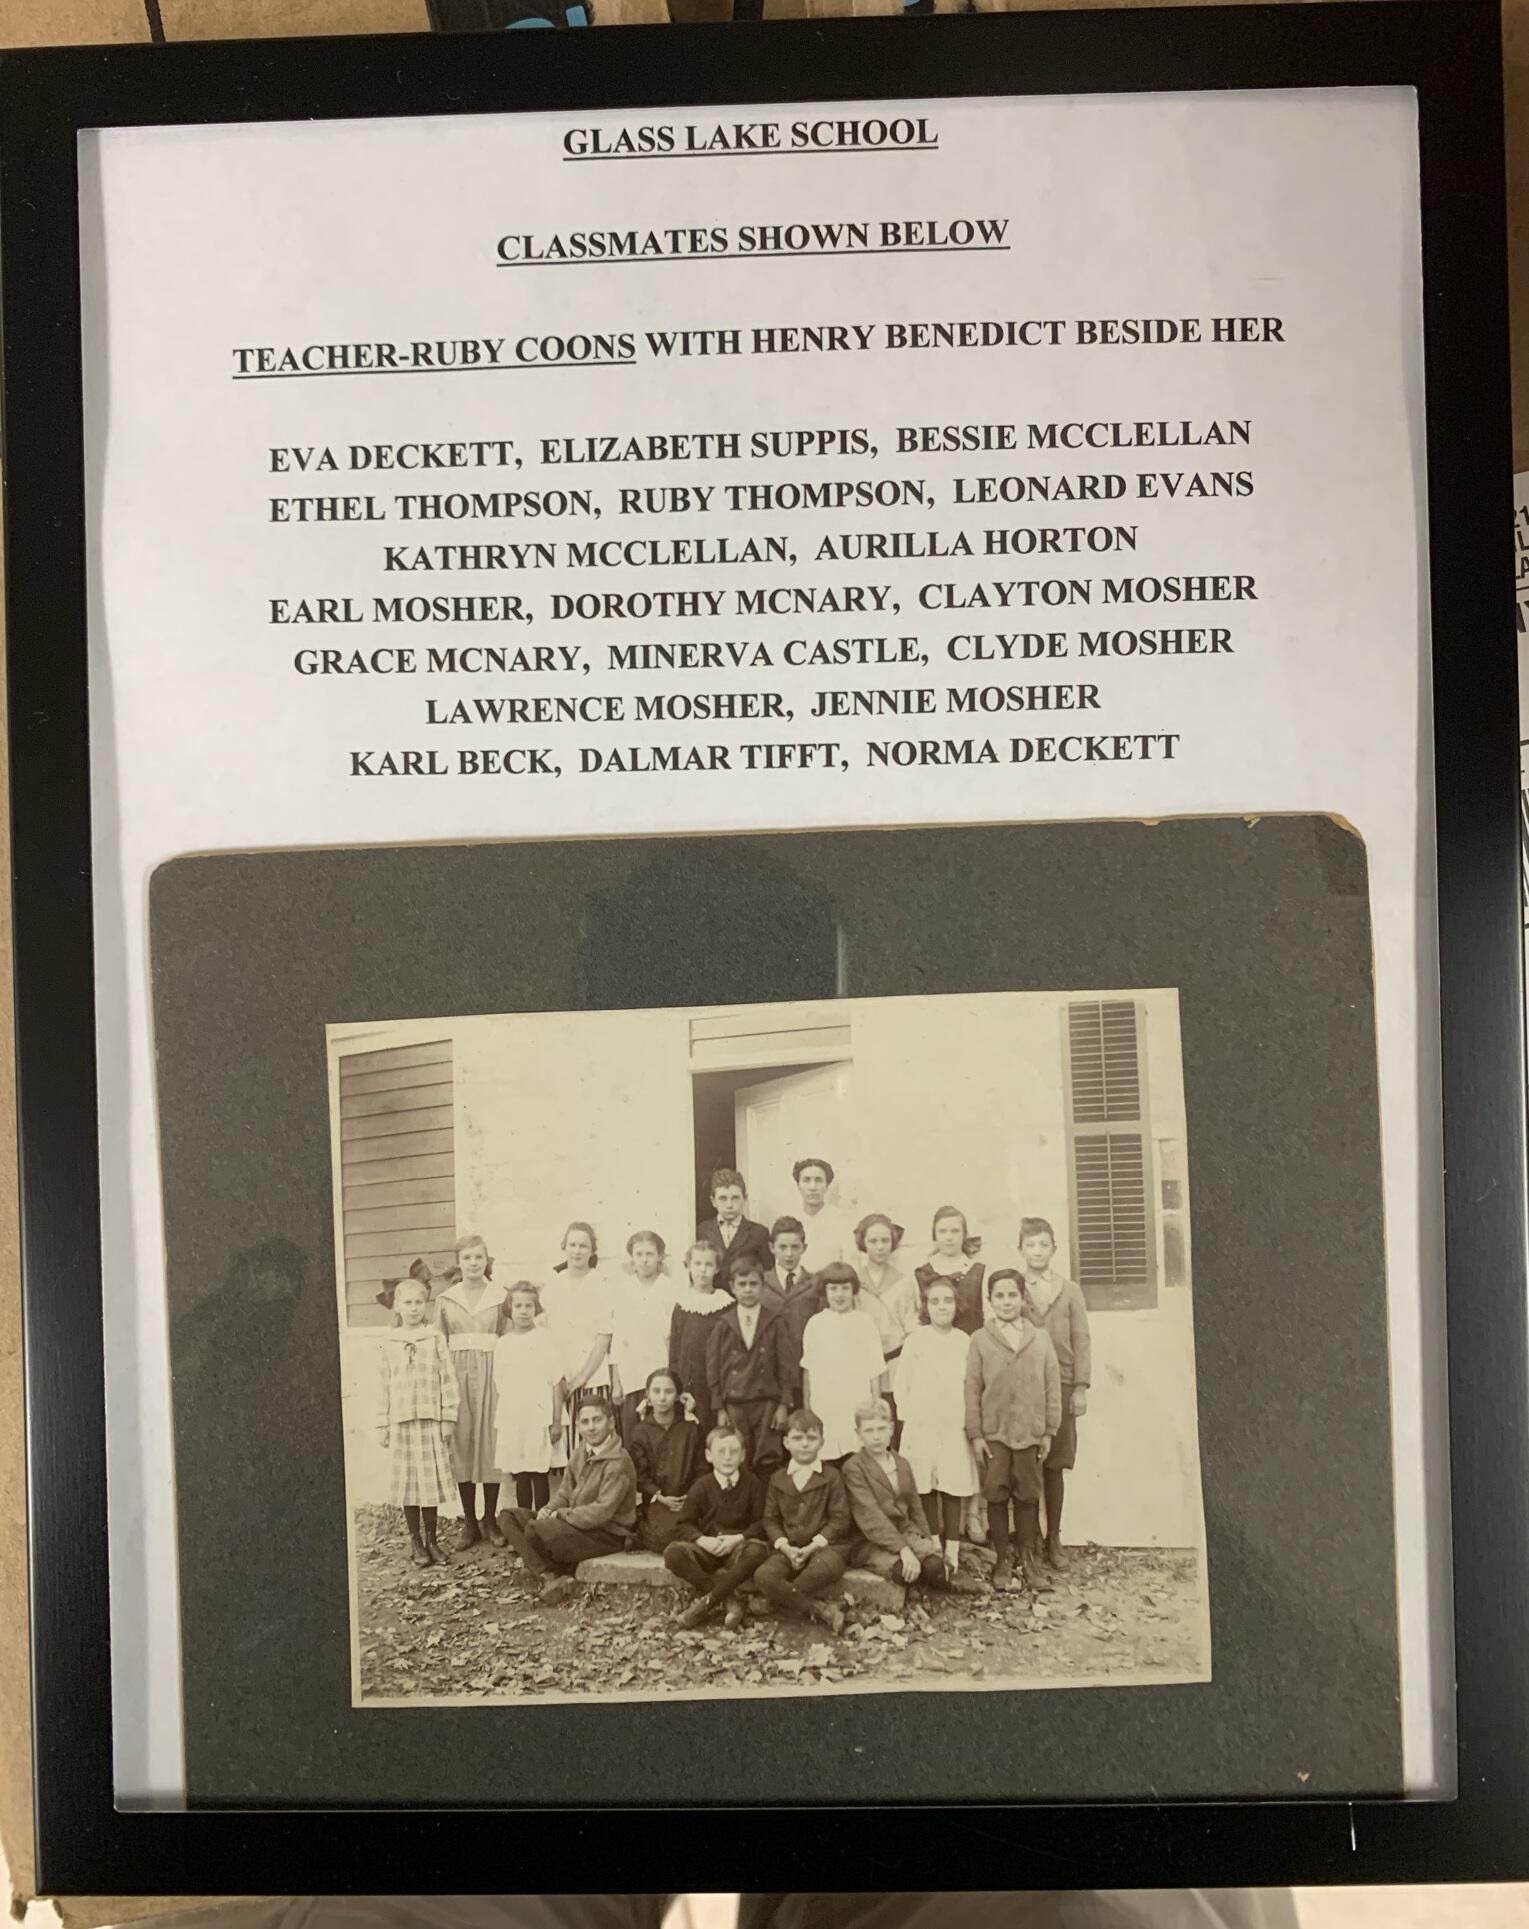 GLASS LAKE SCHOOL
CLASSMATES SHOWN BELOW
TEACHER-RUBY COONS WITH HENRY BENEDICT BESIDE HER
EVA DECKETT, ELIZABETH SUPPIS, BESSIE MCCLELLAN
ETHEL THOMPSON, RUBY THOMPSON, LEONARD EVANS
KATHRYN MCCLELLAN, AURILLA HORTON
EARL MOSHER, DOROTHY MCNARY, CLAYTON MOSHER
GRACE MCNARY, MINERVA CASTLE, CLYDE MOSHER
LAWRENCE MOSHER, JENNIE MOSHER
KARL BECK, DALMAR TIFFT, NORMA DECKETT